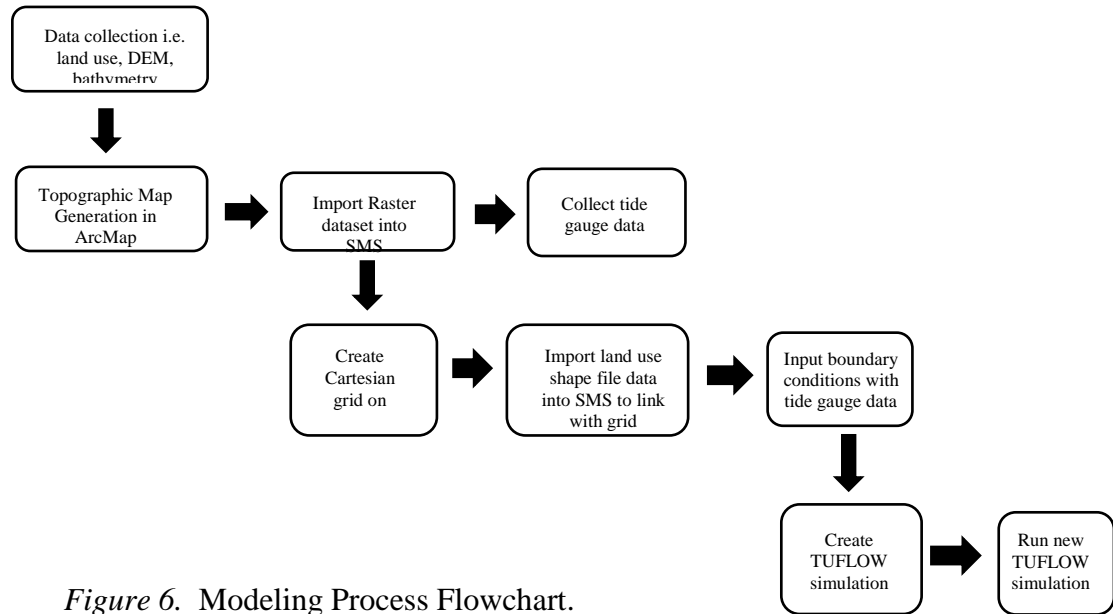 Data collection i.e.
land use, DEM,
bathymetry
Topographic Map
Generation in
ArcMap
Import Raster
dataset into
SMS
Collect tide
gauge data
Create
Cartesian
grid on
Import land use
shape file data
into SMS to link
with grid
Input boundary
conditions with
tide gauge data
Create
TUFLOW
simulation
Run new
TUFLOW
simulation
Figure 6. Modeling Process Flowchart.